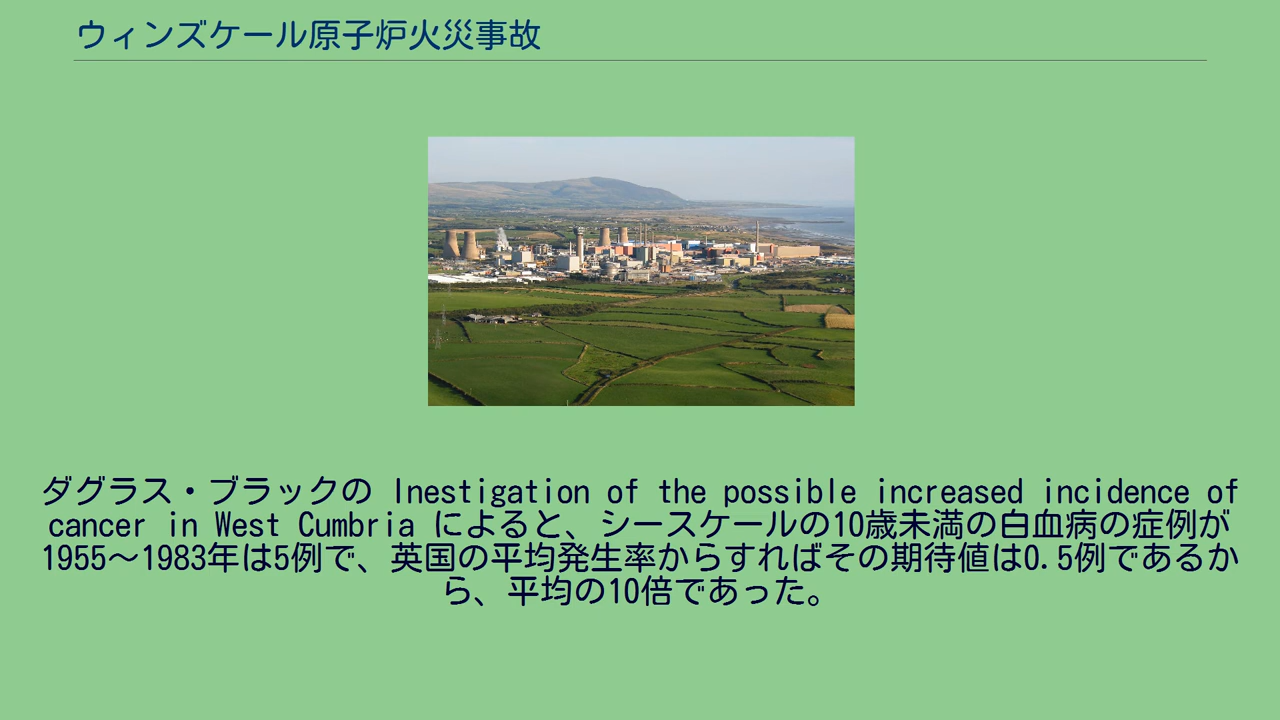 ウィンズケール原子炉火災事故
ダグラス・ブラックの Inestigation of the possible increased incidence of
cancer in West Cumbria によると、シースケールの10歳未満の白血病の症例が
1955～1983年は5例で、英国の平均発生率からすればその期待値は0.5例であるか
ら、平均の10倍であった。